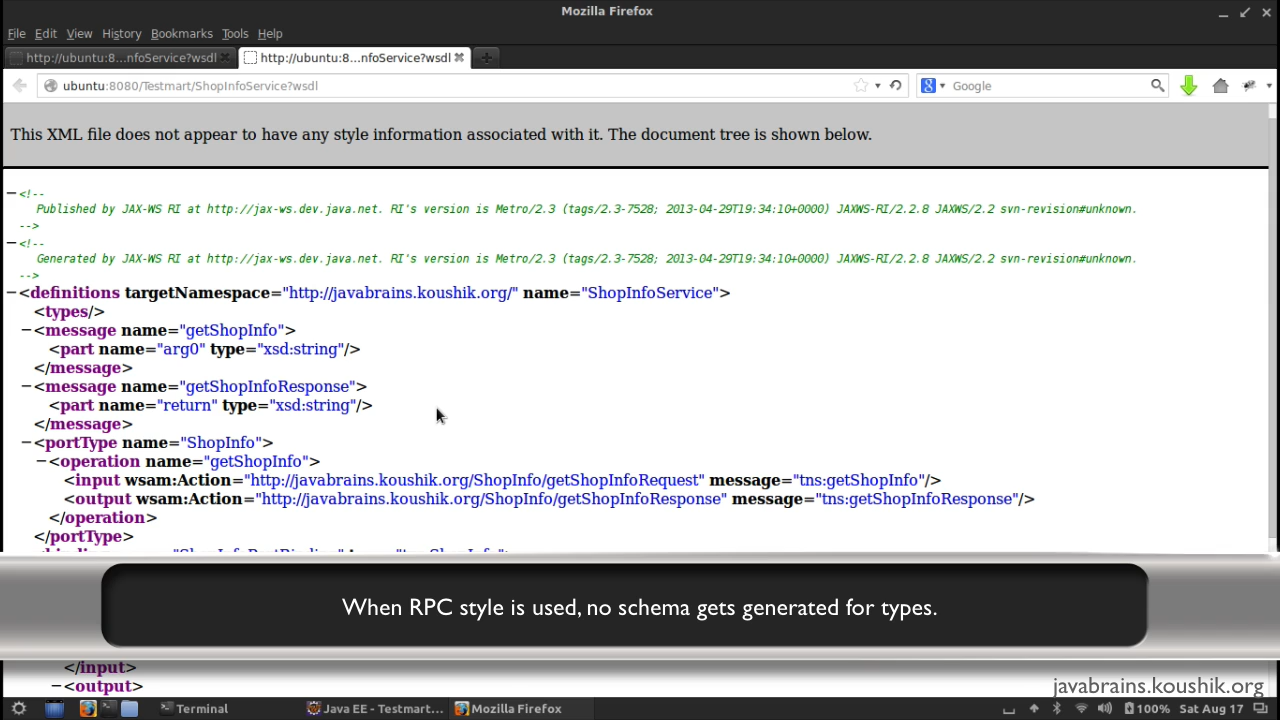 Mozilla Firefox
File Edit View History Bookmarks Tools Help
http://ubuntu:8...nfoService?wsdl http://ubuntu:8...nfoService?wsdl
ubuntu:8080/Testmart/ShopInfoService?wsdl Google
This XML file does not appear to have any style information associated with it. The document tree is shown below.
−<!--
Published by JAX-WS RI at http://jax-ws.dev.java.net. RI's version is Metro/2.3 (tags/2.3-7528; 2013-04-29T19:34:10+0000) JAXWS-RI/2.2.8 JAXWS/2.2 svn-revision#unknown.
-->
−<!--
Generated by JAX-WS RI at http://jax-ws.dev.java.net. RI's version is Metro/2.3 (tags/2.3-7528; 2013-04-29T19:34:10+0000) JAXWS-RI/2.2.8 JAXWS/2.2 svn-revision#unknown.
-->
−<definitions targetNamespace="http://javabrains.koushik.org/" name="ShopInfoService">
<types/>
−<message name="getShopInfo">
<part name="arg0" type="xsd:string"/>
</message>
−<message name="getShopInfoResponse">
<part name="return" type="xsd:string"/>
</message>
−<portType name="ShopInfo">
−<operation name="getShopInfo">
<input wsam:Action="http://javabrains.koushik.org/ShopInfo/getShopInfoRequest" message="tns:getShopInfo"/>
<output wsam:Action="http://javabrains.koushik.org/ShopInfo/getShopInfoResponse" message="tns:getShopInfoResponse"/>
</operation>
</portType>
When RPC style is used, no schema gets generated for types.
</input>
−<output>
javabrains.koushik.org
Terminal Java EE - Testmart... Mozilla Firefox 100% Sat Aug 17